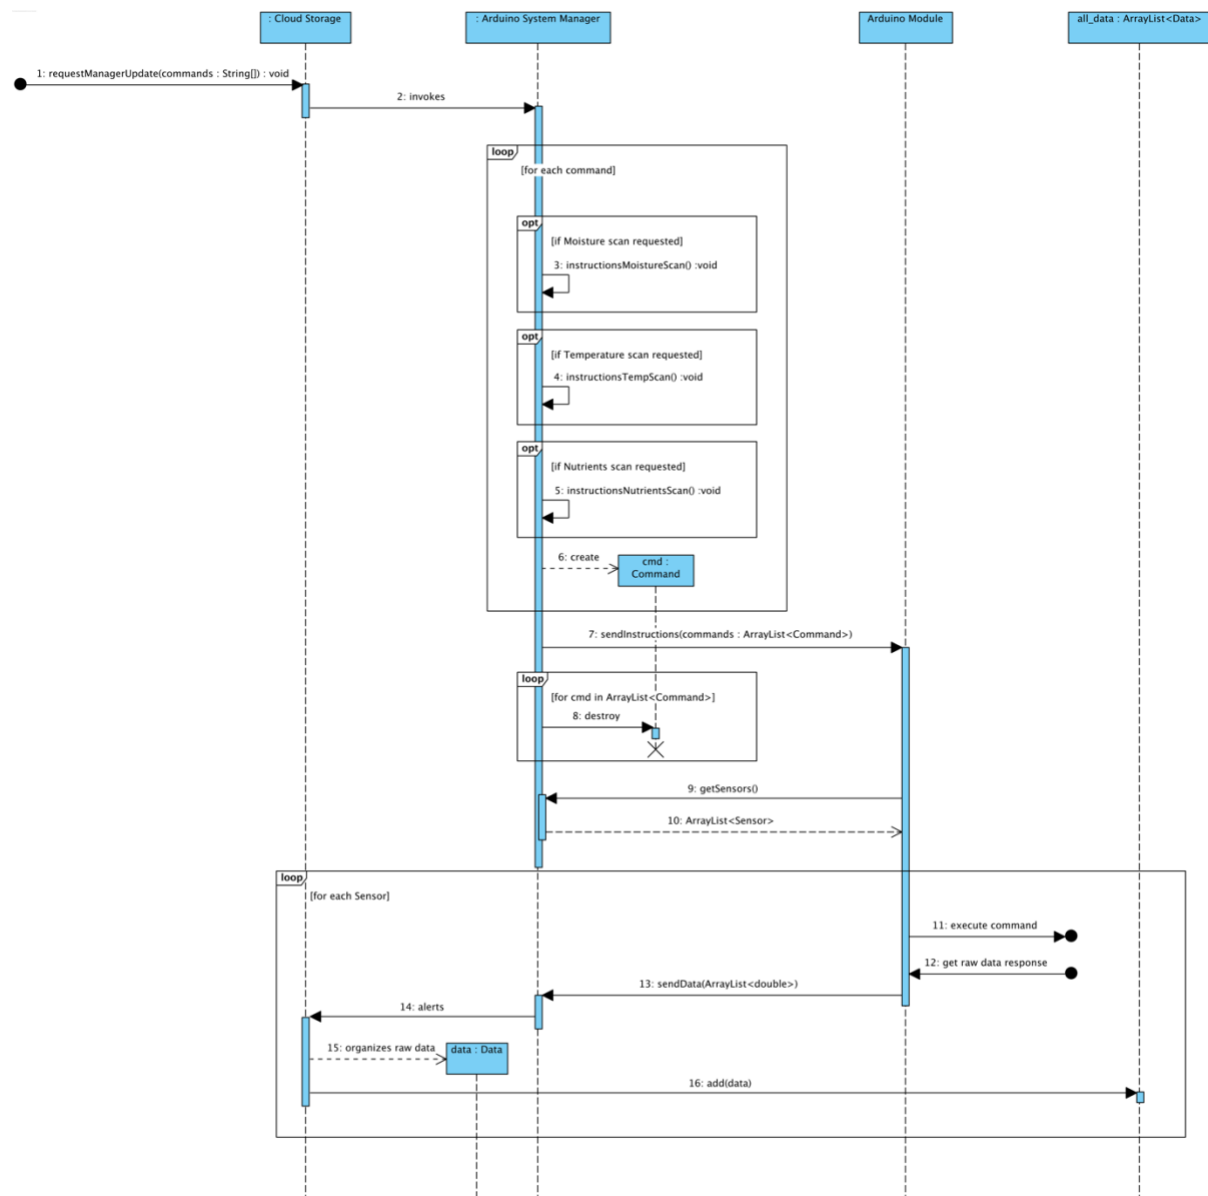 : Cloud Storage
: Arduino System Manager
Arduino Module
all_data : ArrayList<Data>
1: requestManagerUpdate(commands : String[]) : void
2: invokes
loop
[for each command]
opt
[if Moisture scan requested]
3: instructionsMoistureScan() :void
opt
[if Temperature scan requested]
4: instructionsTempScan() :void
opt
[if Nutrients scan requested]
5: instructionsNutrientsScan() :void
6: create
cmd :
Command
7: sendInstructions(commands : ArrayList<Command>)
loop
[for cmd in ArrayList<Command>]
8: destroy
9: getSensors()
10: ArrayList<Sensor>
loop
[for each Sensor]
11: execute command
12: get raw data response
13: sendData(ArrayList<double>)
14: alerts
15: organizes raw data
data : Data
16: add(data)